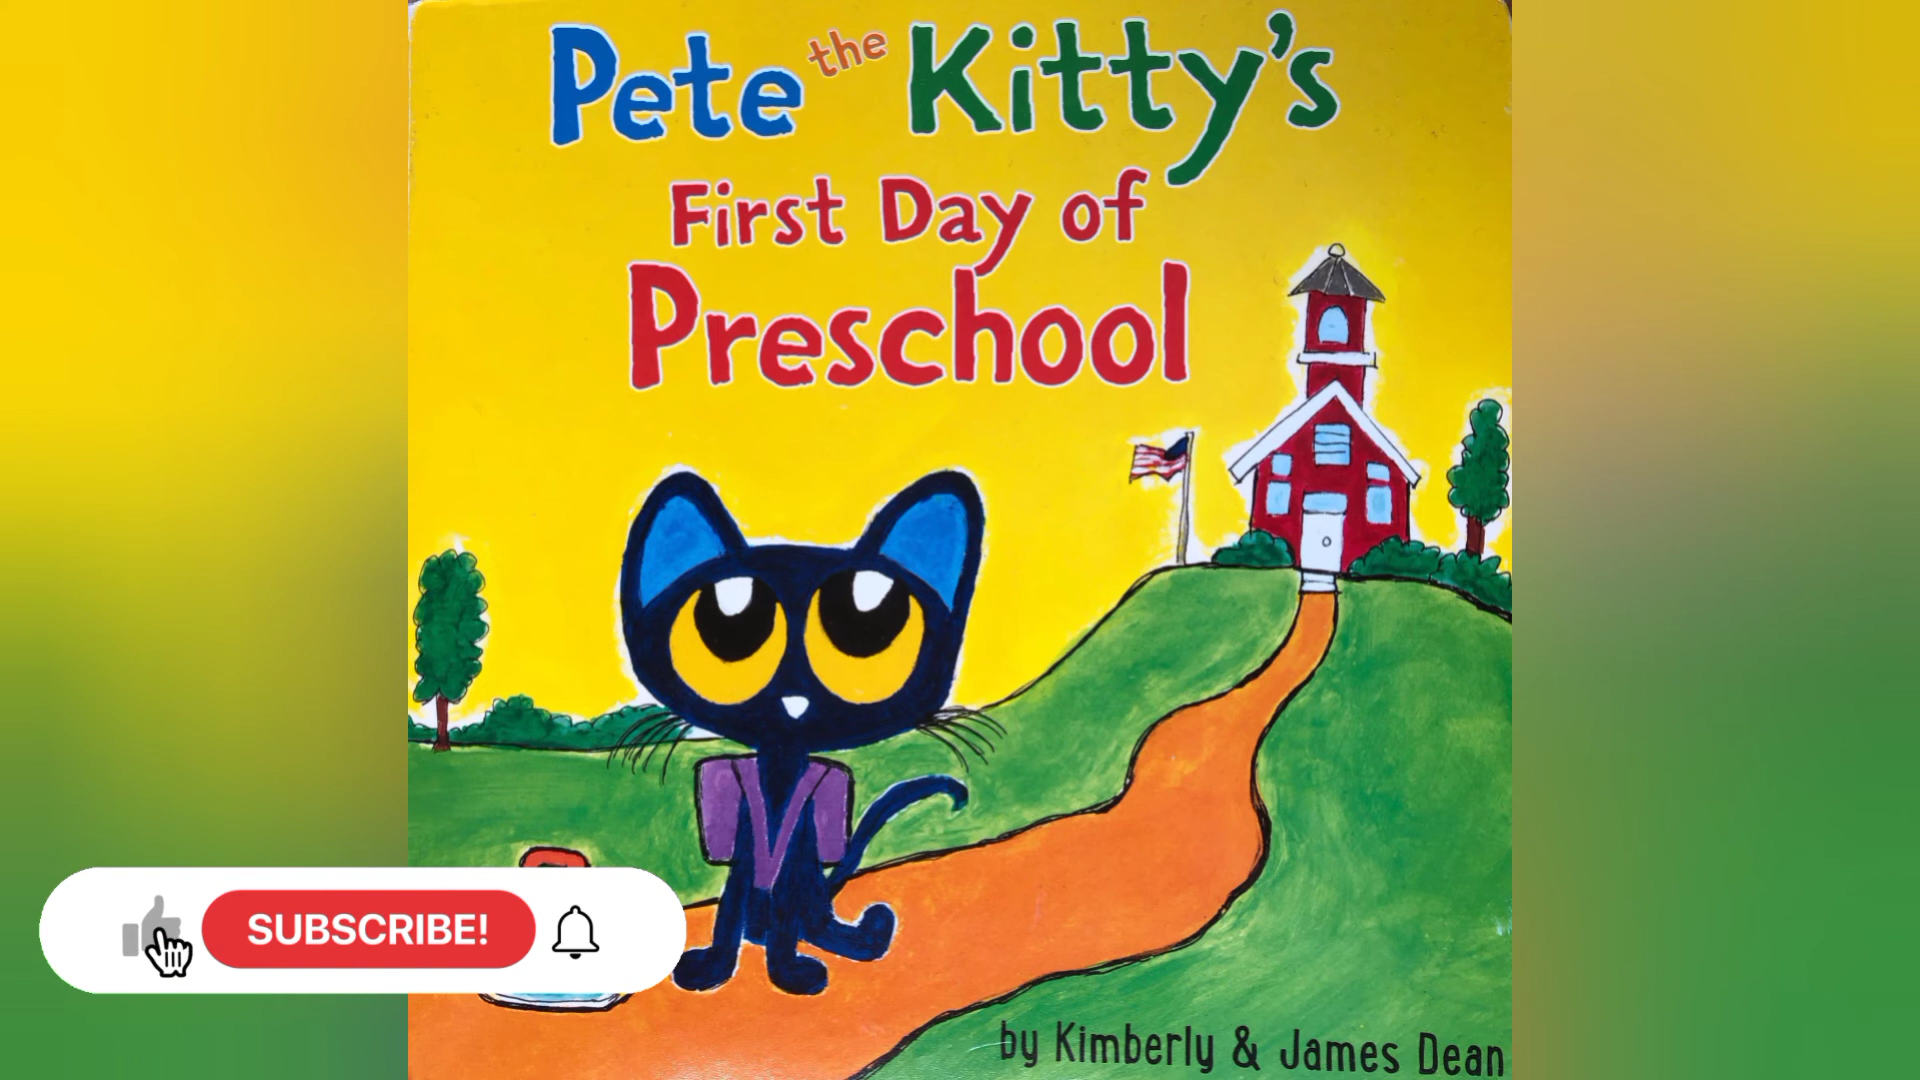 Pete the Kitty's
First Day of
Preschool
SUBSCRIBE!
by Kimberly & James Dean